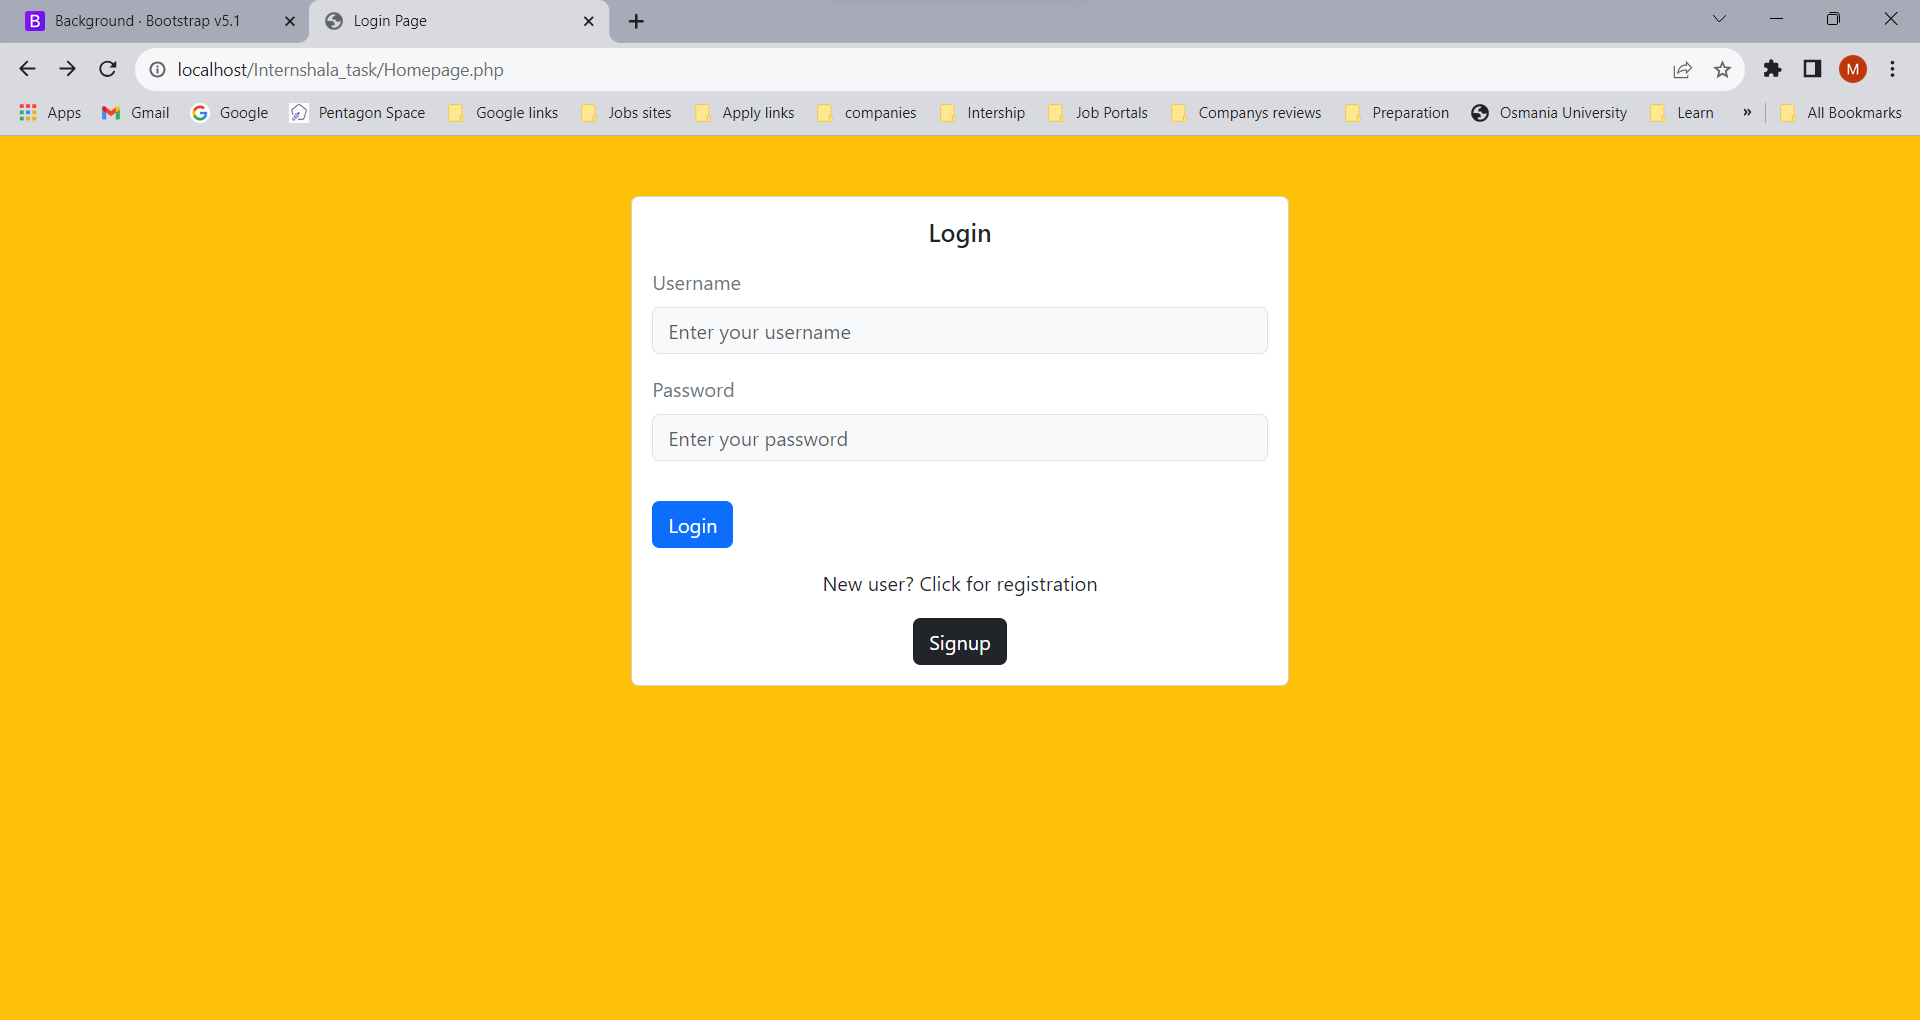 Background · Bootstrap v5.1
Login Page
localhost/Internshala_task/Homepage.php
M
Apps Gmail Google Pentagon Space Google links Jobs sites Apply links companies Intership Job Portals Companys reviews Preparation Osmania University Learn » All Bookmarks
Login
Username
Enter your username
Password
Enter your password
Login
New user? Click for registration
Signup